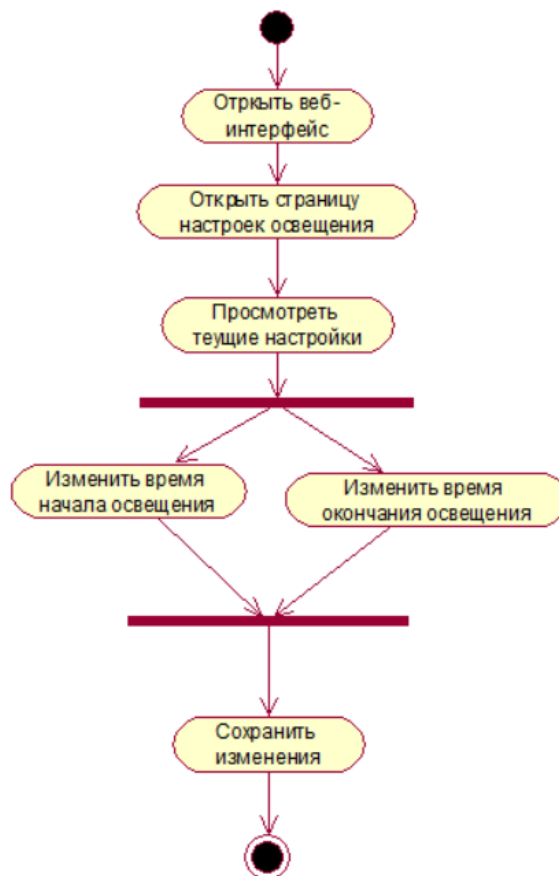 Отркыть веб-
интерфейс
Открыть страницу
настроек освещения
Просмотреть
теущие настройки
Изменить время
начала освещения
Изменить время
окончания освещения
Сохранить
изменения